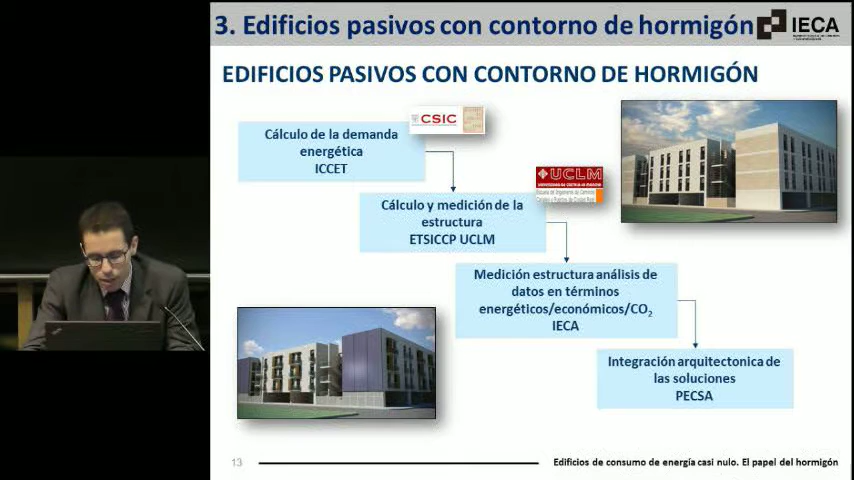 3. Edificios pasivos con contorno de hormigón
IECA
EDIFICIOS PASIVOS CON CONTORNO DE HORMIGÓN
CSIC
Cálculo de la demanda
energética
ICCET
UCLM
Cálculo y medición de la
estructura
ETSICCP UCLM
Medición estructura análisis de
datos en términos
energéticos/económicos/CO₂
IECA
Integración arquitectonica de
las soluciones
PECSA
13
Edificios de consumo de energía casi nulo. El papel del hormigón